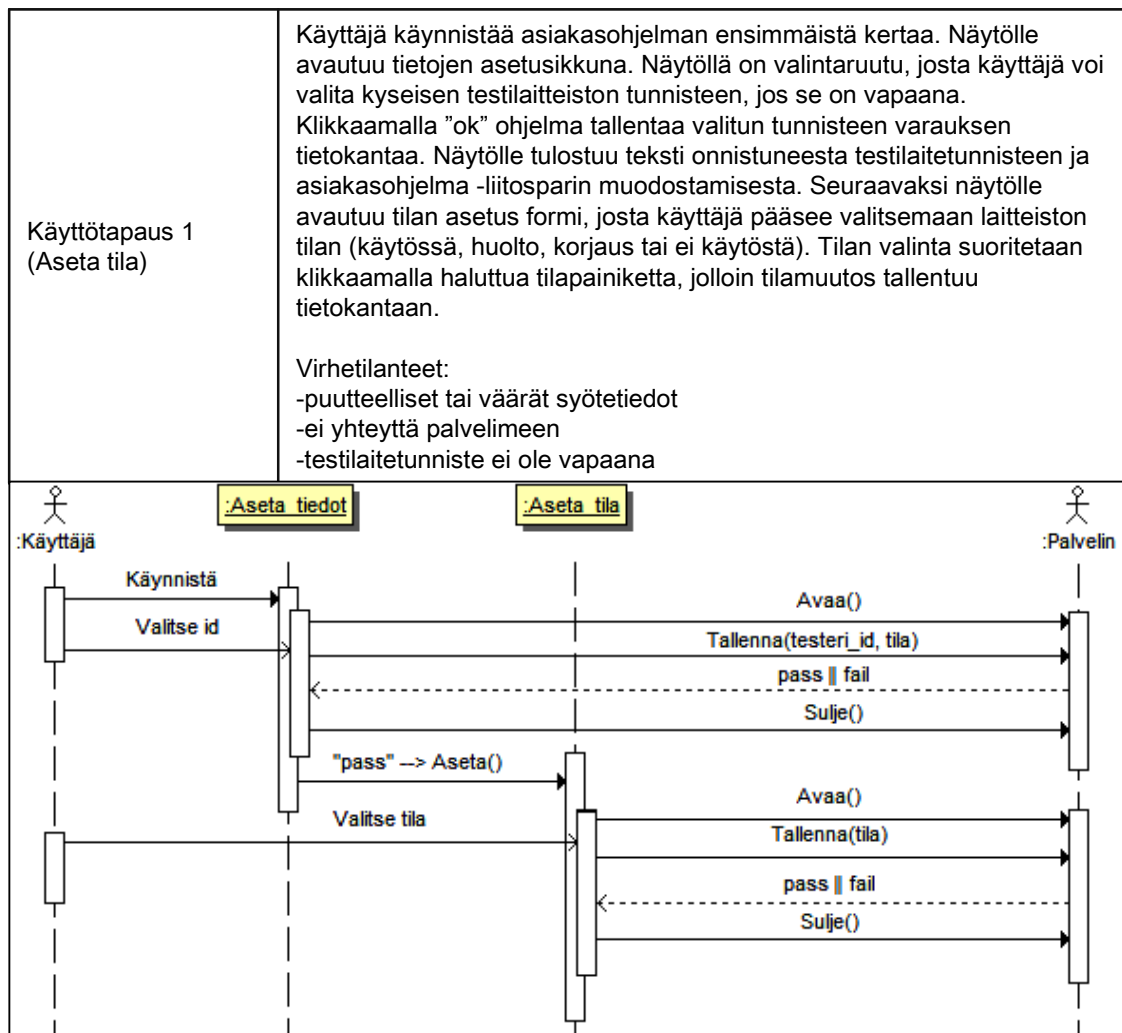 Käyttötapaus 1
(Aseta tila)
Käyttäjä käynnistää asiakasohjelman ensimmäistä kertaa. Näytölle
avautuu tietojen asetusikkuna. Näytöllä on valintaruutu, josta käyttäjä voi
valita kyseisen testilaitteiston tunnisteen, jos se on vapaana.
Klikkaamalla ”ok” ohjelma tallentaa valitun tunnisteen varauksen
tietokantaa. Näytölle tulostuu teksti onnistuneesta testilaitetunnisteen ja
asiakasohjelma -liitosparin muodostamisesta. Seuraavaksi näytölle
avautuu tilan asetus formi, josta käyttäjä pääsee valitsemaan laitteiston
tilan (käytössä, huolto, korjaus tai ei käytöstä). Tilan valinta suoritetaan
klikkaamalla haluttua tilapainiketta, jolloin tilamuutos tallentuu
tietokantaan.
Virhetilanteet:
-puutteelliset tai väärät syötetiedot
-ei yhteyttä palvelimeen
-testilaitetunniste ei ole vapaana
:Käyttäjä
:Aseta_tiedot
:Aseta_tila
:Palvelin
Käynnistä
Avaa()
Valitse id
Tallenna(testeri_id, tila)
pass || fail
Sulje()
"pass" --> Aseta()
Avaa()
Valitse tila
Tallenna(tila)
pass || fail
Sulje()